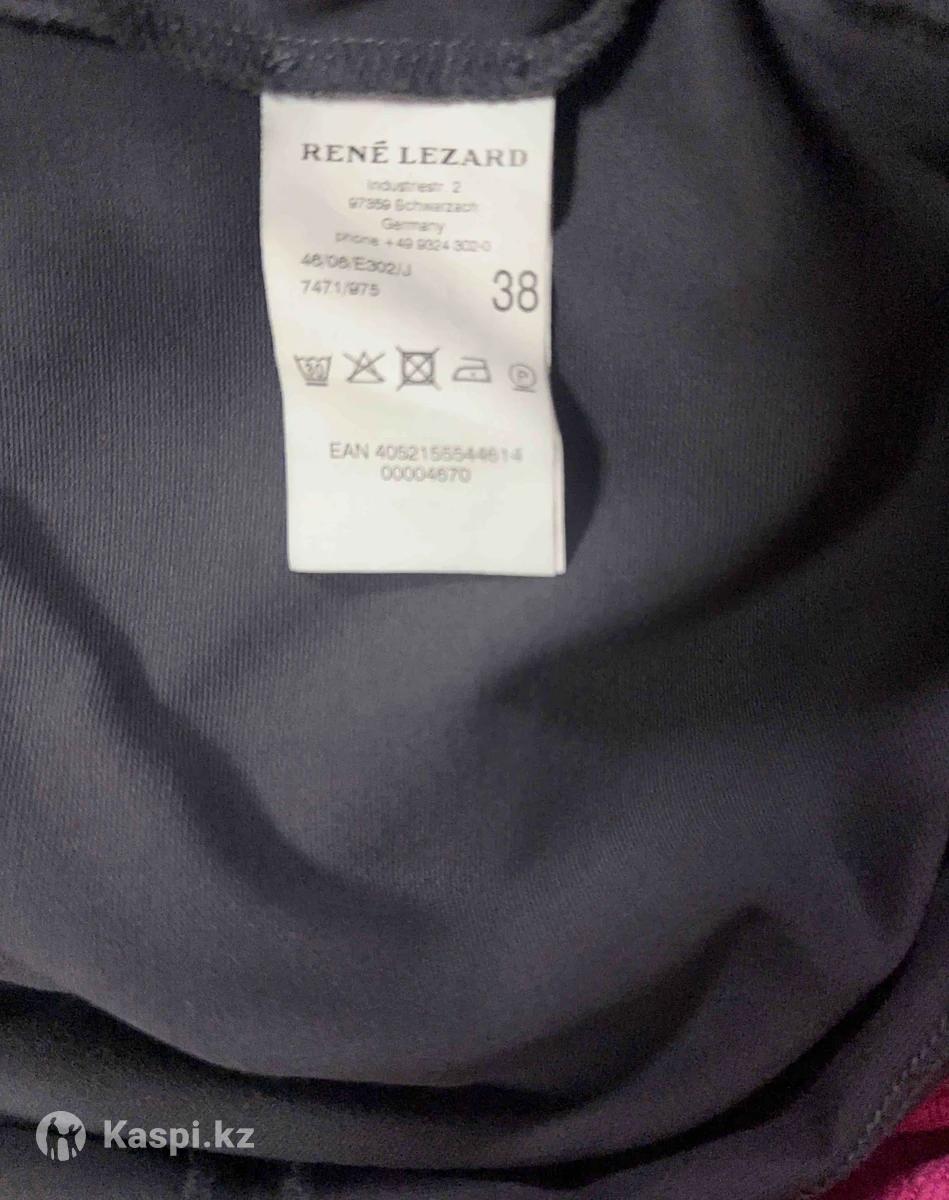 RENÉ LEZARD
Industriestr. 2
97359 Schwarzach
Germany
phone +49 9324 302-0
46/06/E302/J
7471/975
38
30
P
EAN 4052155544614
00004670
Kaspi.kz